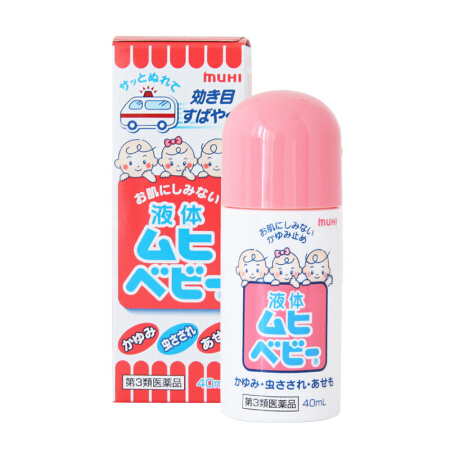 muHI
サッとぬれて
効き目
すばやく
お肌にしみない
液体
ムヒ
ベビー
かゆみ
虫さされ
あせも
第3類医薬品
40mL
muHI
お肌にしみない
かゆみ止め
液体
ムヒ
ベビー
かゆみ・虫さされ・あせも
第3類医薬品
40mL